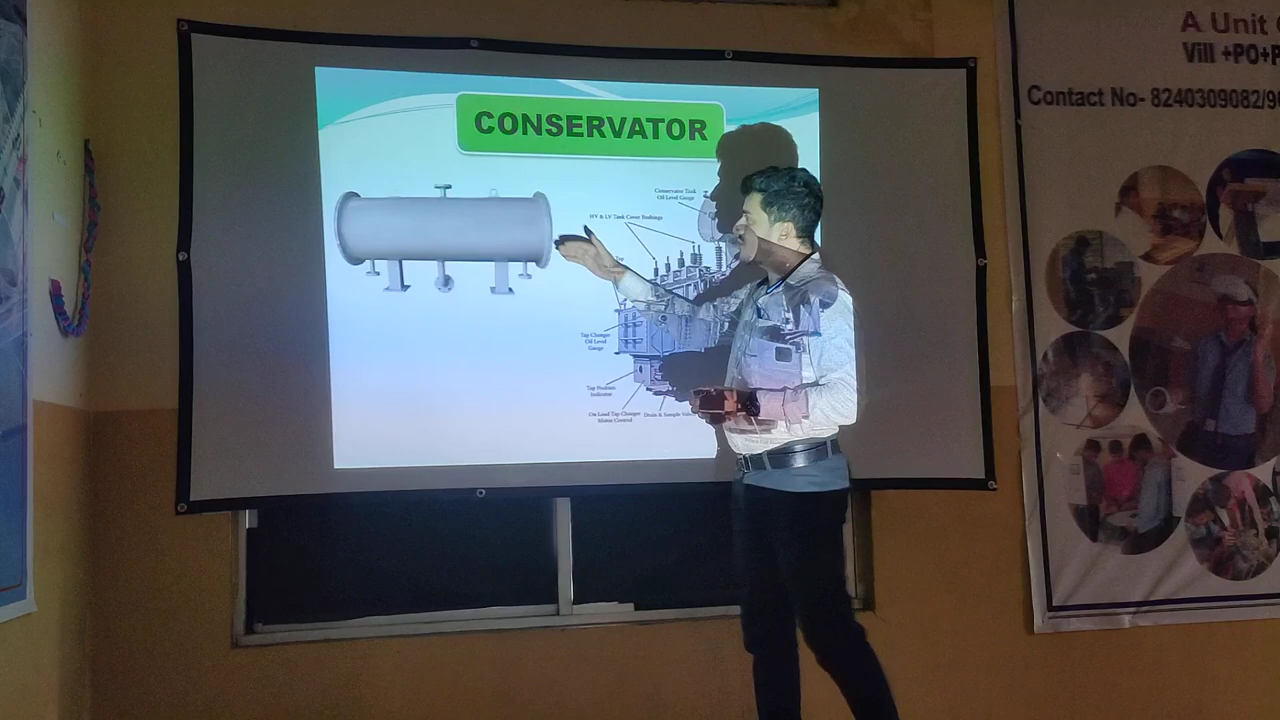 CONSERVATOR
Conservator Tank
Oil Level Gauge
HV & LV Tank Cover Bushings
Tap Changer
Oil Level
Gauge
Tap Position
Indicator
On Load Tap Changer
Motor Control
Drain & Sample
A Unit
Vill +PO+P
Contact No- 8240309082/9